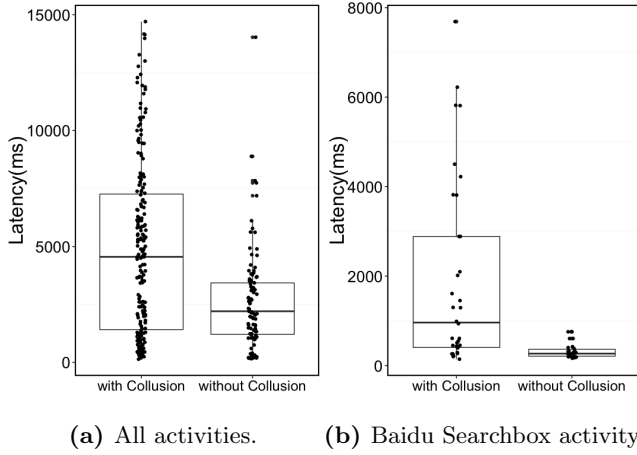 15000
10000
5000
0
Latency(ms)
with Collusion
without Collusion
8000
6000
4000
2000
0
Latency(ms)
with Collusion
without Collusion
(a) All activities.
(b) Baidu Searchbox activity